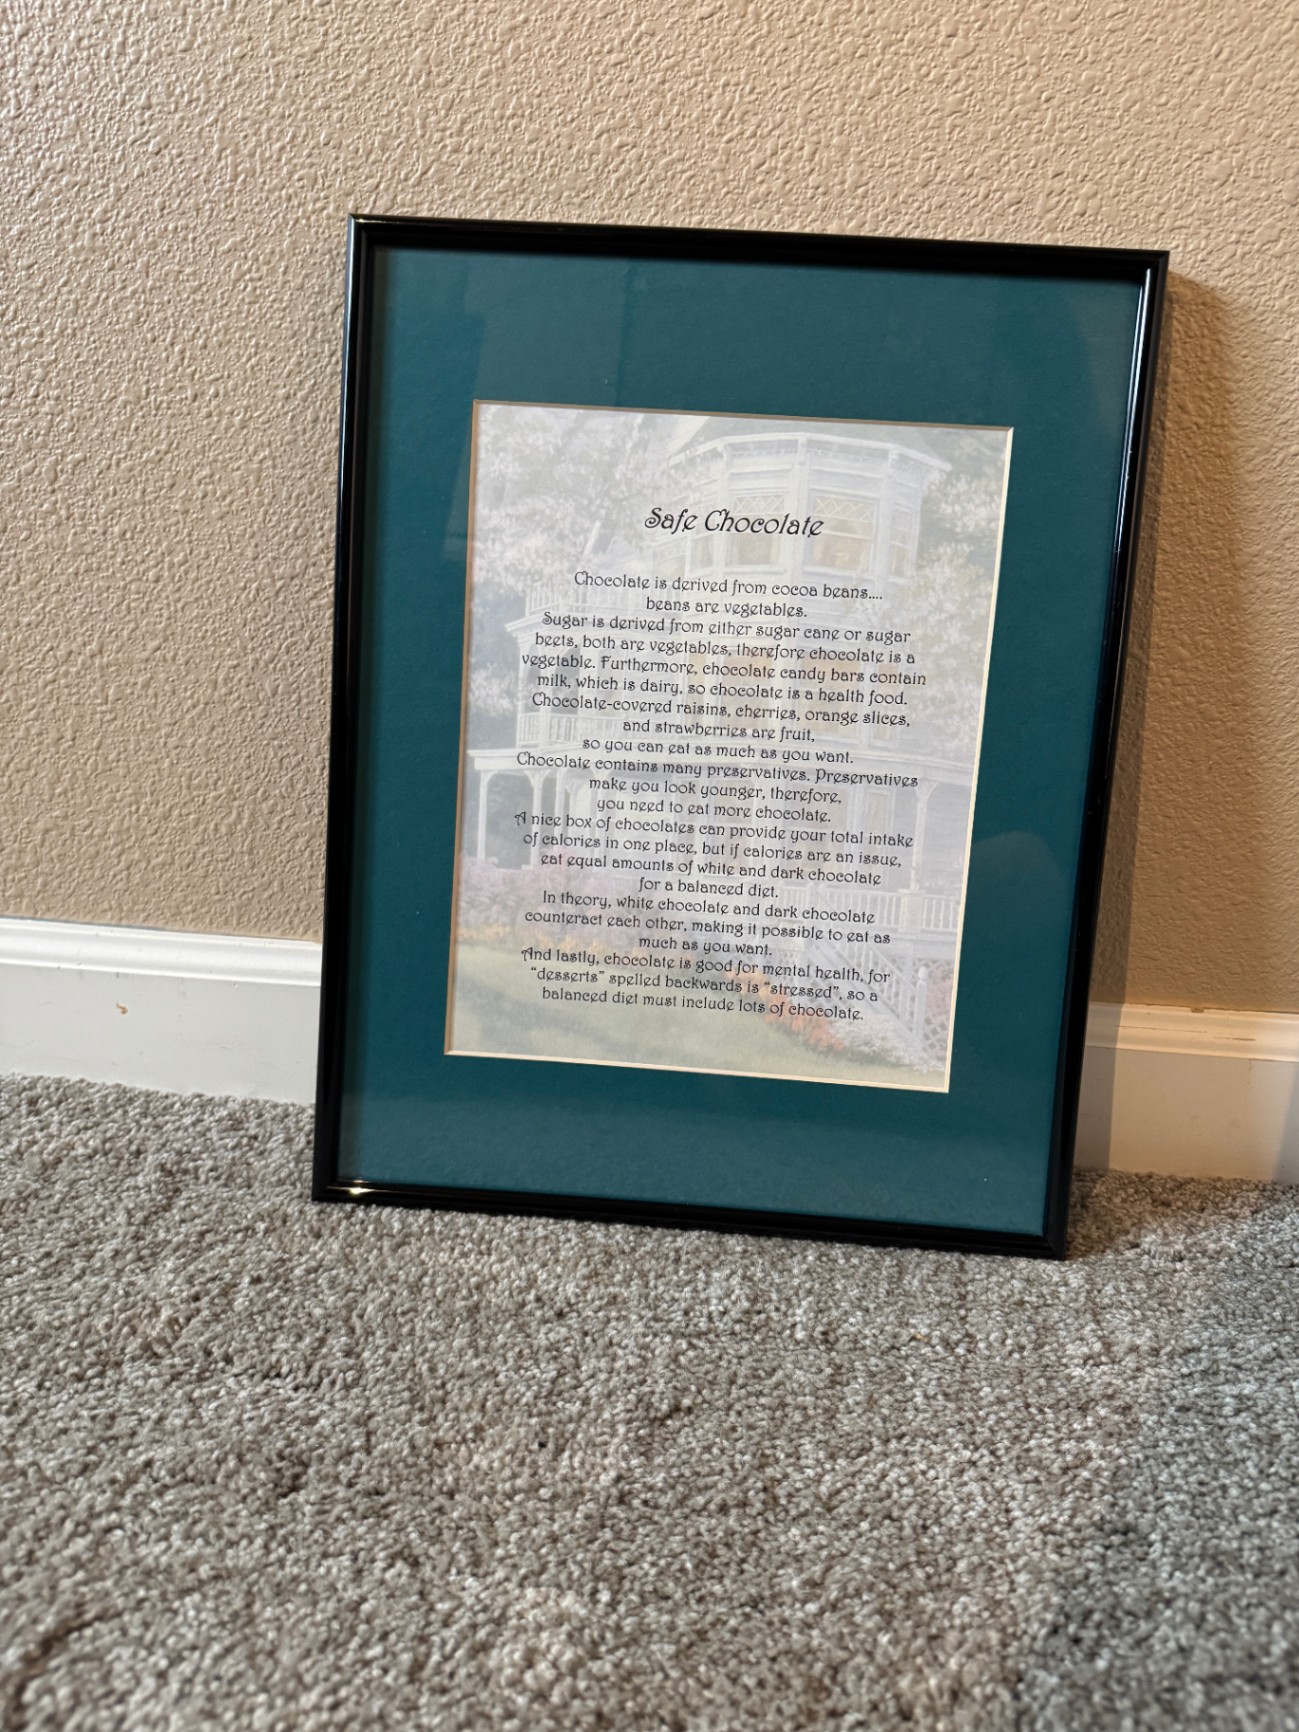 Safe Chocolate
Chocolate is derived from cocoa beans....
beans are vegetables.
Sugar is derived from either sugar cane or sugar
beets, both are vegetables, therefore chocolate is a
vegetable. Furthermore, chocolate candy bars contain
milk, which is dairy, so chocolate is a health food.
Chocolate-covered raisins, cherries, orange slices,
and strawberries are fruit,
so you can eat as much as you want.
Chocolate contains many preservatives. Preservatives
make you look younger, therefore,
you need to eat more chocolate.
A nice box of chocolates can provide your total intake
of calories in one place, but if calories are an issue,
eat equal amounts of white and dark chocolate
for a balanced diet.
In theory, white chocolate and dark chocolate
counteract each other, making it possible to eat as
much as you want.
And lastly, chocolate is good for mental health, for
"desserts" spelled backwards is "stressed", so a
balanced diet must include lots of chocolate.